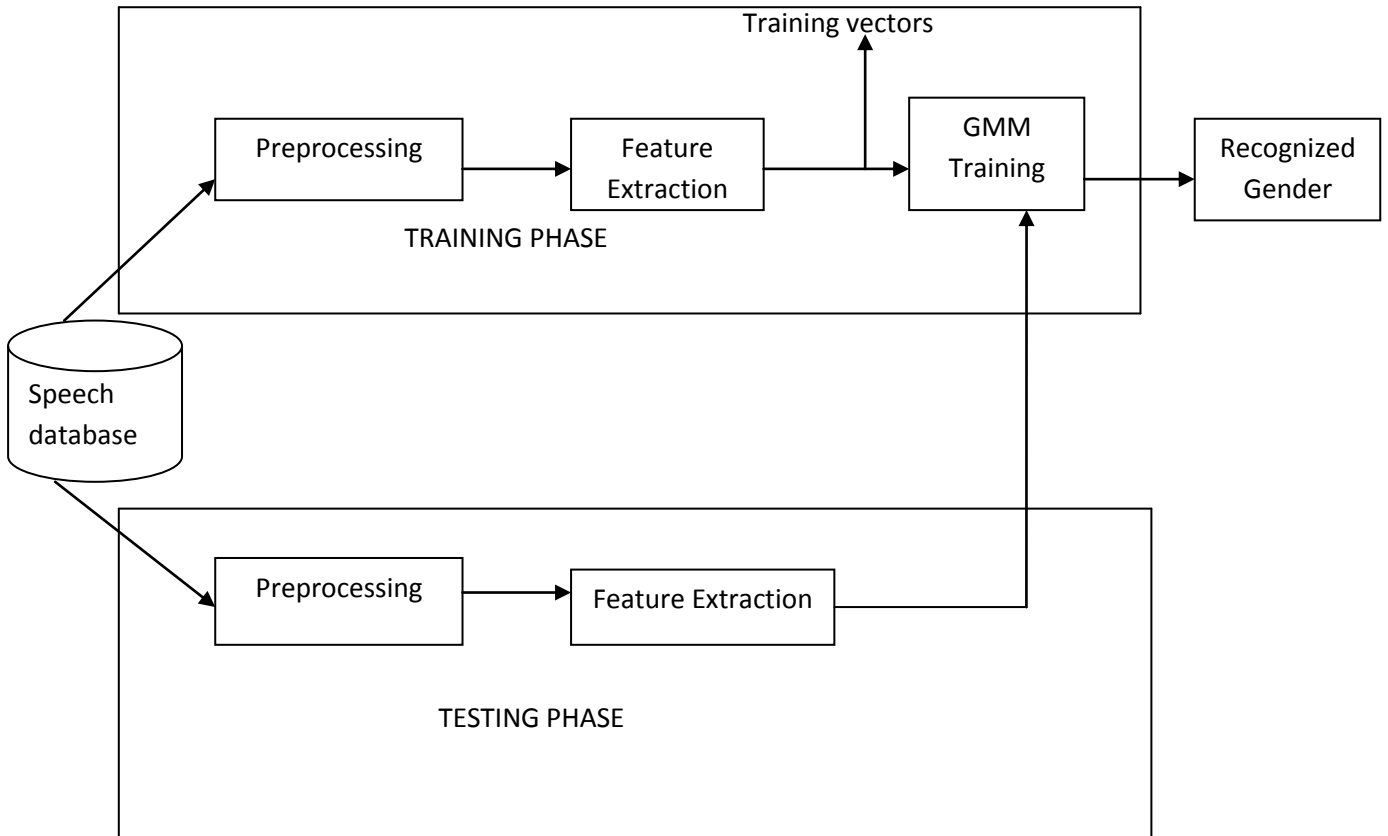 Training vectors
Preprocessing
Feature
Extraction
GMM
Training
Recognized
Gender
TRAINING PHASE
Speech
database
Preprocessing
Feature Extraction
TESTING PHASE